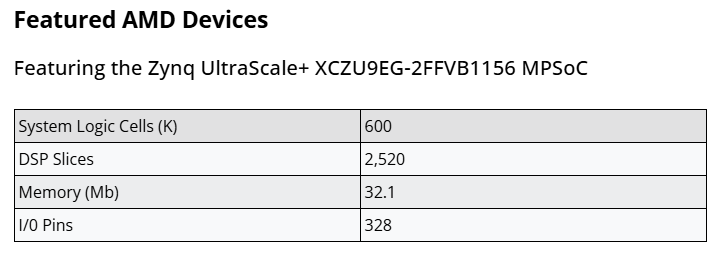 Featured AMD Devices
Featuring the Zynq UltraScale+ XCZU9EG-2FFVB1156 MPSoC
System Logic Cells (K) 600
DSP Slices 2,520
Memory (Mb) 32.1
I/0 Pins 328